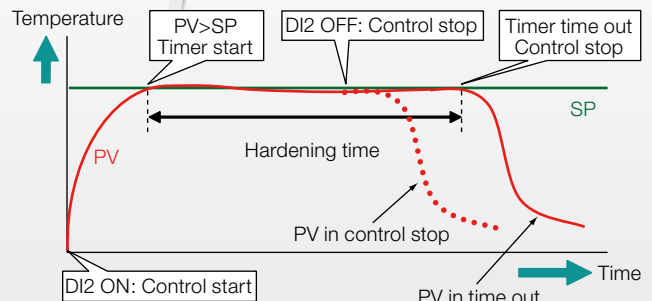 Temperature
PV>SP
Timer start
DI2 OFF: Control stop
Timer time out
Control stop
SP
PV
Hardening time
PV in control stop
DI2 ON: Control start
Time
PV in time out